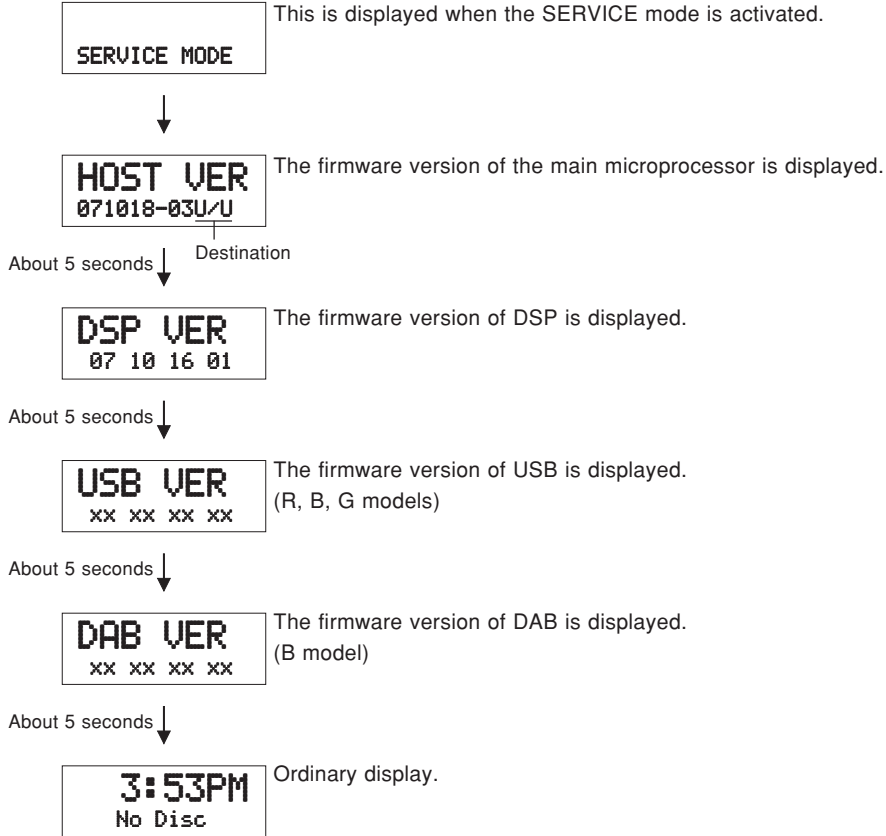 This is displayed when the SERVICE mode is activated.
SERVICE MODE
HOST VER
The firmware version of the main microprocessor is displayed.
071018-03U/U
Destination
About 5 seconds
DSP VER
The firmware version of DSP is displayed.
07 10 16 01
About 5 seconds
USB VER
The firmware version of USB is displayed.
(R, B, G models)
xx xx xx xx
About 5 seconds
DAB VER
The firmware version of DAB is displayed.
(B model)
xx xx xx xx
About 5 seconds
3:53PM
Ordinary display.
No Disc